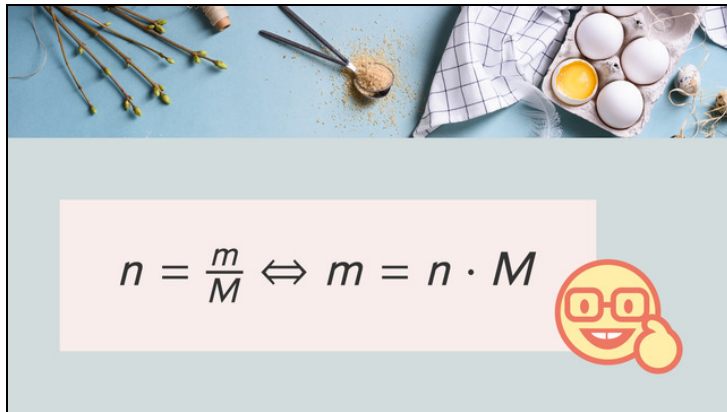 n = m/M ⇔ m = n · M